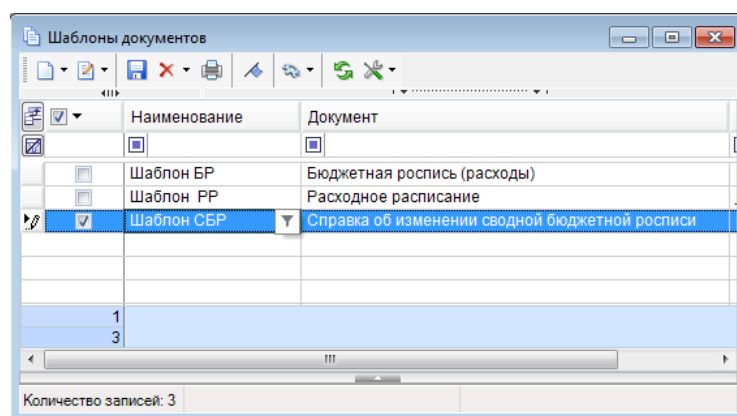 Шаблоны документов
Наименование Документ
Шаблон БР Бюджетная роспись (расходы)
Шаблон РР Расходное расписание
Шаблон СБР Справка об изменении сводной бюджетной росписи
1
3
Количество записей: 3